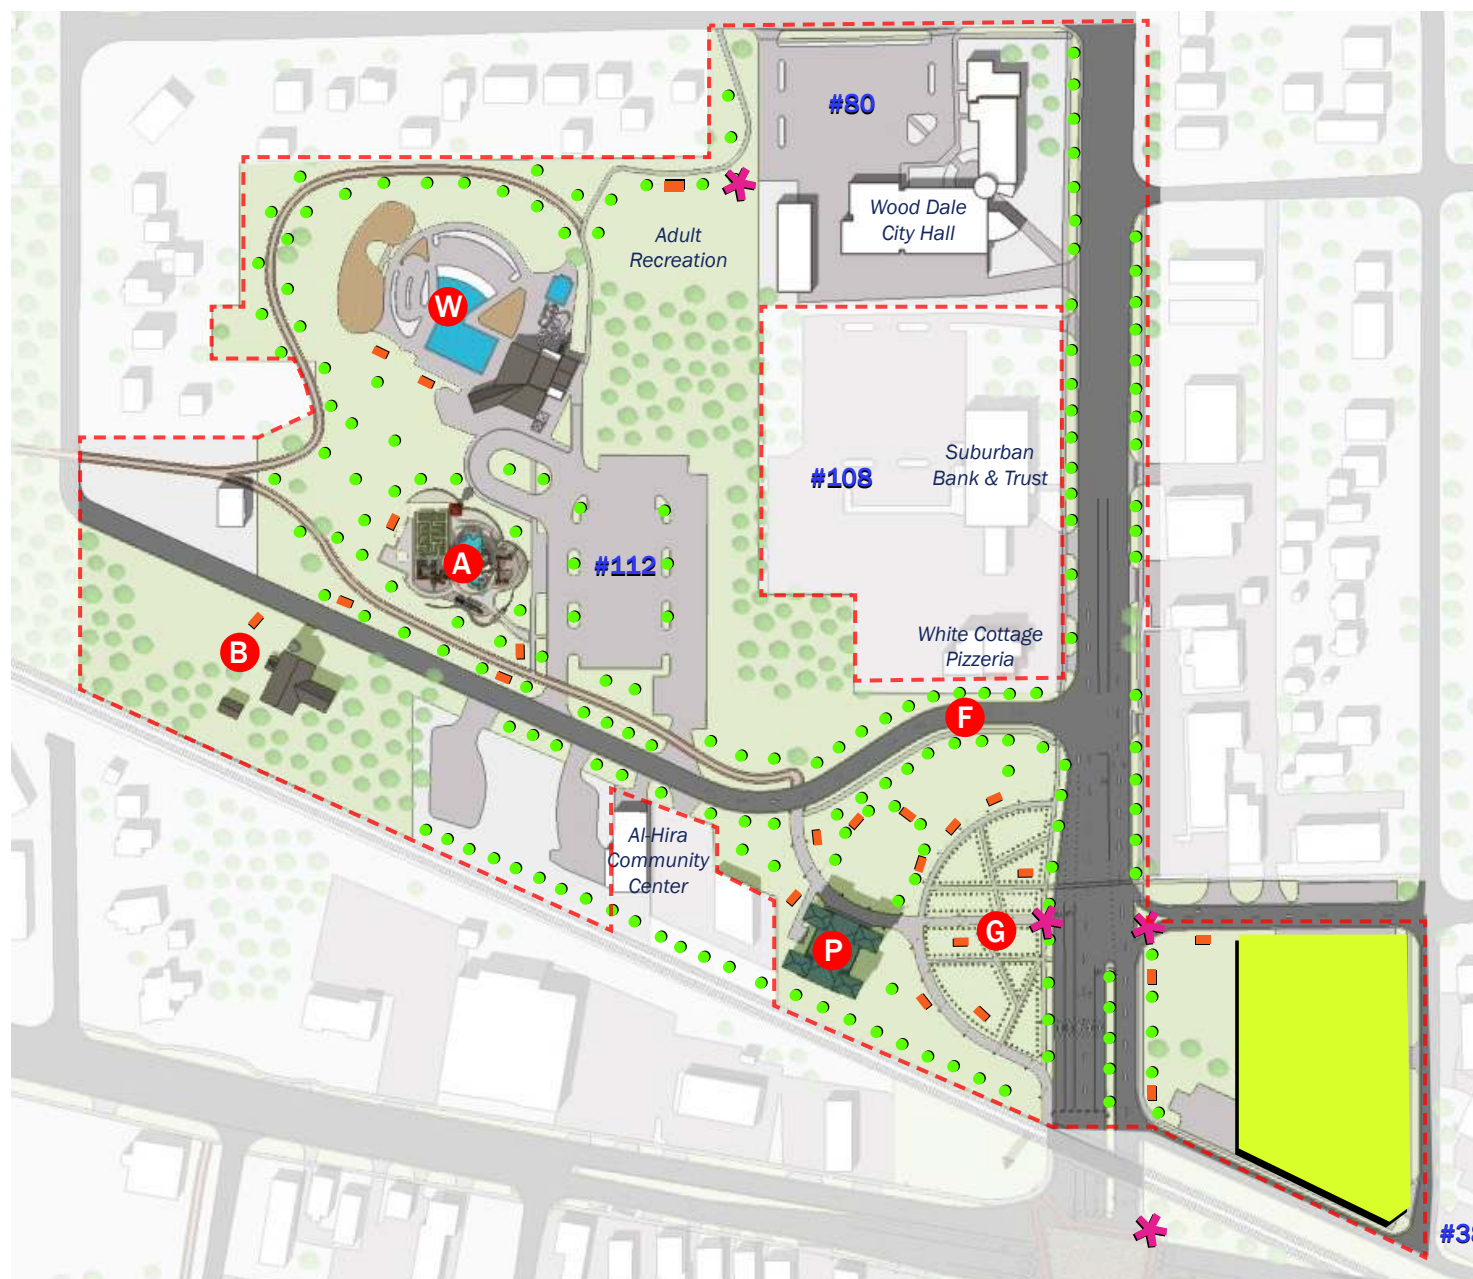 #80
Wood Dale
City Hall
Adult
Recreation
W
Suburban
Bank & Trust
#108
A
#112
B
White Cottage
Pizzeria
F
Al-Hira
Community
Center
G
P